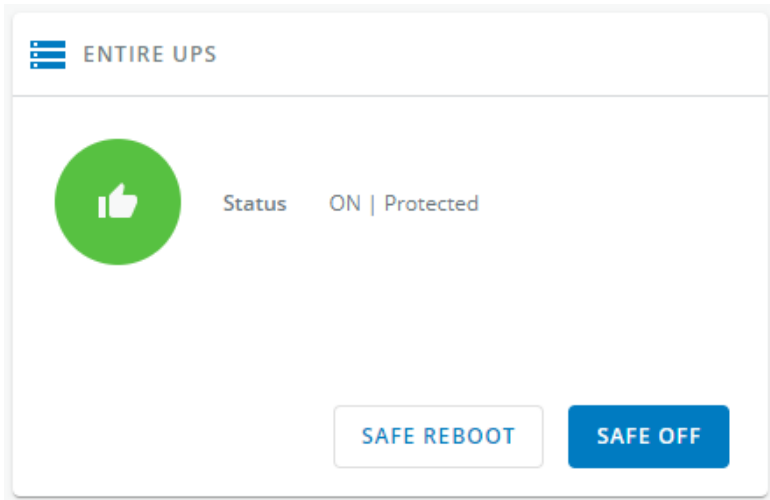 ENTIRE UPS
Status ON | Protected
SAFE REBOOT SAFE OFF